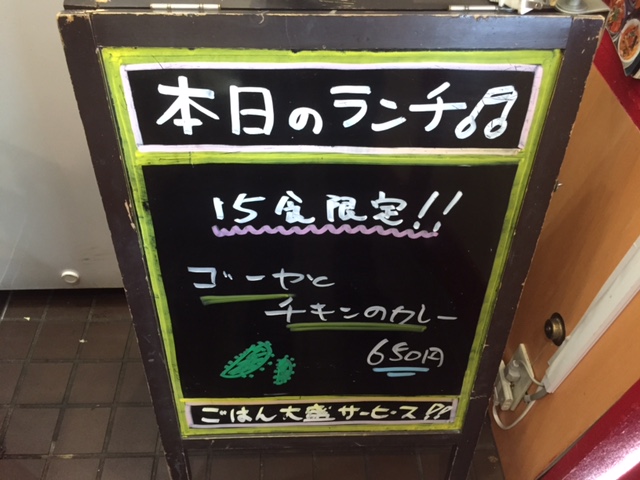 本日のランチ♫
15食限定!!
ゴーヤと
チキンのカレー
650円
ごはん大盛サービス!!